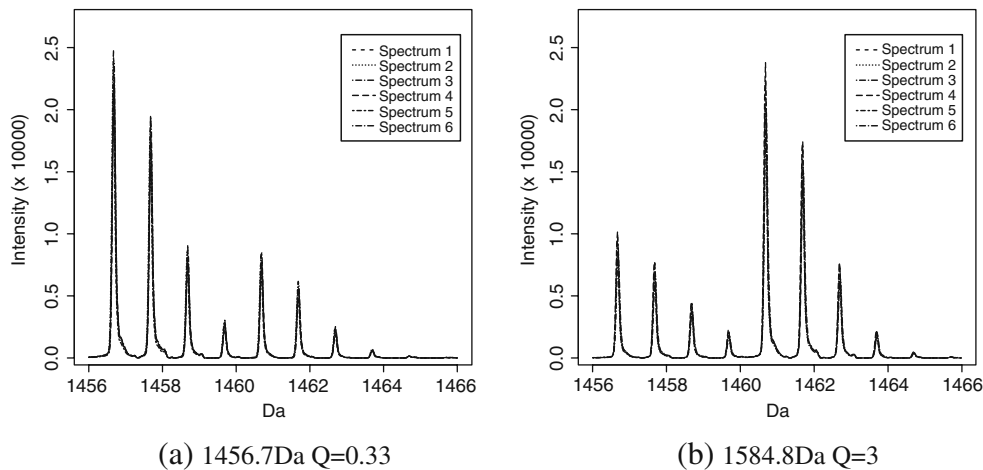 Intensity (x 10000)
2.5
2.0
1.5
1.0
0.5
0.0
Spectrum 1
Spectrum 2
Spectrum 3
Spectrum 4
Spectrum 5
Spectrum 6
1456 1458 1460 1462 1464 1466
Da
(a) 1456.7Da Q=0.33
Intensity (x 10000)
2.5
2.0
1.5
1.0
0.5
0.0
Spectrum 1
Spectrum 2
Spectrum 3
Spectrum 4
Spectrum 5
Spectrum 6
1456 1458 1460 1462 1464 1466
Da
(b) 1584.8Da Q=3